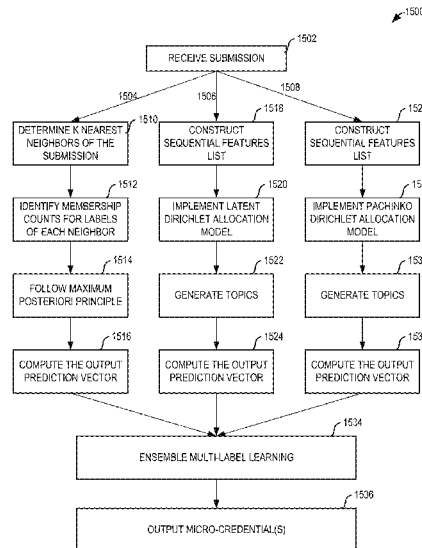 1500
1502
RECEIVE SUBMISSION
1504
1506
1508
1510
DETERMINE K NEAREST
NEIGHBORS OF THE
SUBMISSION
1512
IDENTIFY MEMBERSHIP
COUNTS FOR LABELS
OF EACH NEIGHBOR
1514
FOLLOW MAXIMUM
POSTERIORI PRINCIPLE
1516
COMPUTE THE OUTPUT
PREDICTION VECTOR
1518
CONSTRUCT
SEQUENTIAL FEATURES
LIST
1520
IMPLEMENT LATENT
DIRICHLET ALLOCATION
MODEL
1522
GENERATE TOPICS
1524
COMPUTE THE OUTPUT
PREDICTION VECTOR
CONSTRUCT
SEQUENTIAL FEATURES
LIST
IMPLEMENT PACHINKO
DIRICHLET ALLOCATION
MODEL
GENERATE TOPICS
COMPUTE THE OUTPUT
PREDICTION VECTOR
1534
ENSEMBLE MULTI-LABEL LEARNING
1536
OUTPUT MICRO-CREDENTIAL(S)